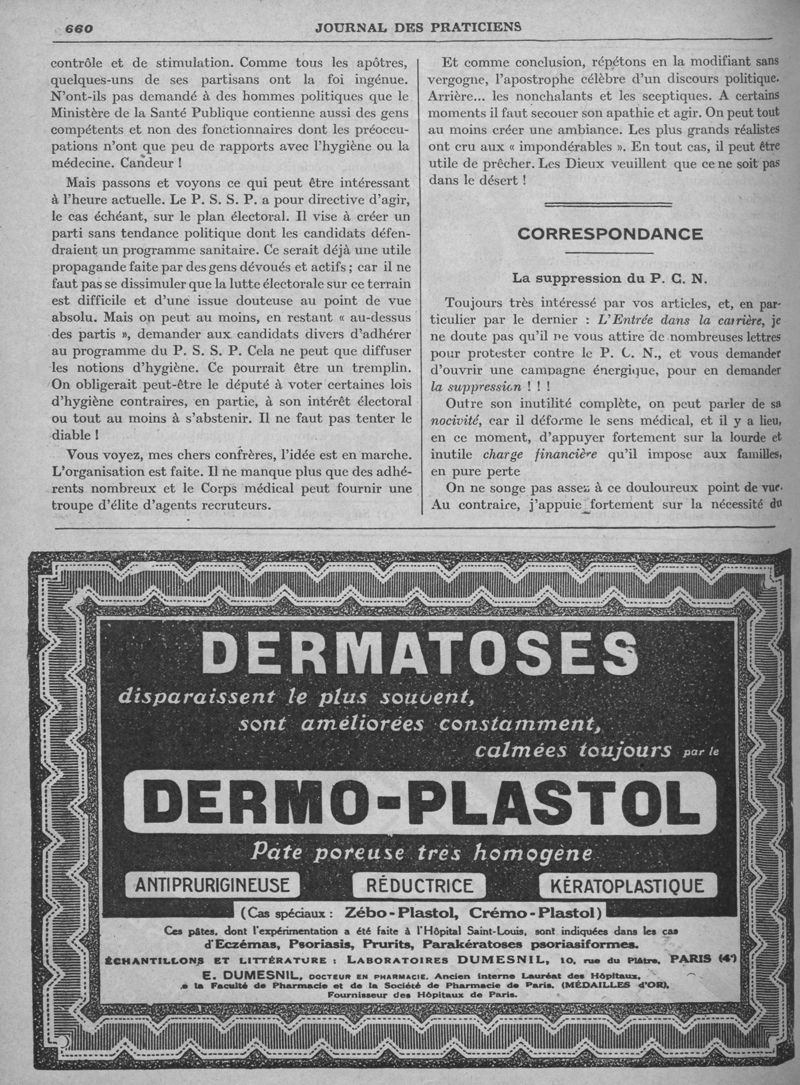 660
JOURNAL DES PRATICIENS
contrôle et de stimulation. Comme tous les apôtres,
quelques-uns de ses partisans ont la foi ingénue.
N'ont-ils pas demandé à des hommes politiques que le
Ministère de la Santé Publique contienne aussi des gens
compétents et non des fonctionnaires dont les préoccu-
pations n'ont que peu de rapports avec l'hygiène ou la
médecine. Candeur !
Mais passons et voyons ce qui peut être intéressant
à l'heure actuelle. Le P. S. S. P. a pour directive d'agir,
le cas échéant, sur le plan électoral. Il vise à créer un
parti sans tendance politique dont les candidats défen-
draient un programme sanitaire. Ce serait déjà une utile
propagande faite par des gens dévoués et actifs ; car il ne
faut pas se dissimuler que la lutte électorale sur ce terrain
est difficile et d'une issue douteuse au point de vue
absolu. Mais on peut au moins, en restant « au-dessus
des partis », demander aux candidats divers d'adhérer
au programme du P. S. S. P. Cela ne peut que diffuser
les notions d'hygiène. Ce pourrait être un tremplin.
On obligerait peut-être le député à voter certaines lois
d'hygiène contraires, en partie, à son intérêt électoral
ou tout au moins à s'abstenir. Il ne faut pas tenter le
diable !
Vous voyez, mes chers confrères, l'idée est en marche.
L'organisation est faite. Il ne manque plus que des adhé-
rents nombreux et le Corps médical peut fournir une
troupe d'élite d'agents recruteurs.
Et comme conclusion, répétons en la modifiant sans
vergogne, l'apostrophe célèbre d'un discours politique.
Arrière... les nonchalants et les sceptiques. A certains
moments il faut secouer son apathie et agir. On peut tout
au moins créer une ambiance. Les plus grands réalistes
ont cru aux « impondérables ». En tout cas, il peut être
utile de prêcher. Les Dieux veuillent que ce ne soit pas
dans le désert !
CORRESPONDANCE
La suppression du P. C. N.
Toujours très intéressé par vos articles, et, en par-
ticulier par le dernier : L'Entrée dans la carrière, je
ne doute pas qu'il ne vous attire de nombreuses lettres
pour protester contre le P. C. N., et vous demander
d'ouvrir une campagne énergique, pour en demander
la suppression ! ! !
Outre son inutilité complète, on peut parler de sa
nocivité, car il déforme le sens médical, et il y a lieu,
en ce moment, d'appuyer fortement sur la lourde et
inutile charge financière qu'il impose aux familles,
en pure perte
On ne songe pas assez à ce douloureux point de vue.
Au contraire, j'appuie fortement sur la nécessité du
DERMATOSES
disparaissent le plus souvent,
sont améliorées constamment,
calmées toujours par le
DERMO-PLASTOL
Pâte poreuse très homogène
ANTIPRURIGINEUSE RÉDUCTRICE KÉRATOPLASTIQUE
(Cas spéciaux : Zébo-Plastol, Crémo-Plastol)
Ces pâtes, dont l'expérimentation a été faite à l'Hôpital Saint-Louis, sont indiquées dans les cas
d'Eczémas, Psoriasis, Prurits, Parakératoses psoriasiformes.
ÉCHANTILLONS ET LITTÉRATURE : LABORATOIRES DUMESNIL, 10, rue du Plâtre, PARIS (4e)
E. DUMESNIL, DOCTEUR EN PHARMACIE, Ancien Interne Lauréat des Hôpitaux,
de la Faculté de Pharmacie et de la Société de Pharmacie de Paris. (MÉDAILLES d'OR),
Fournisseur des Hôpitaux de Paris.